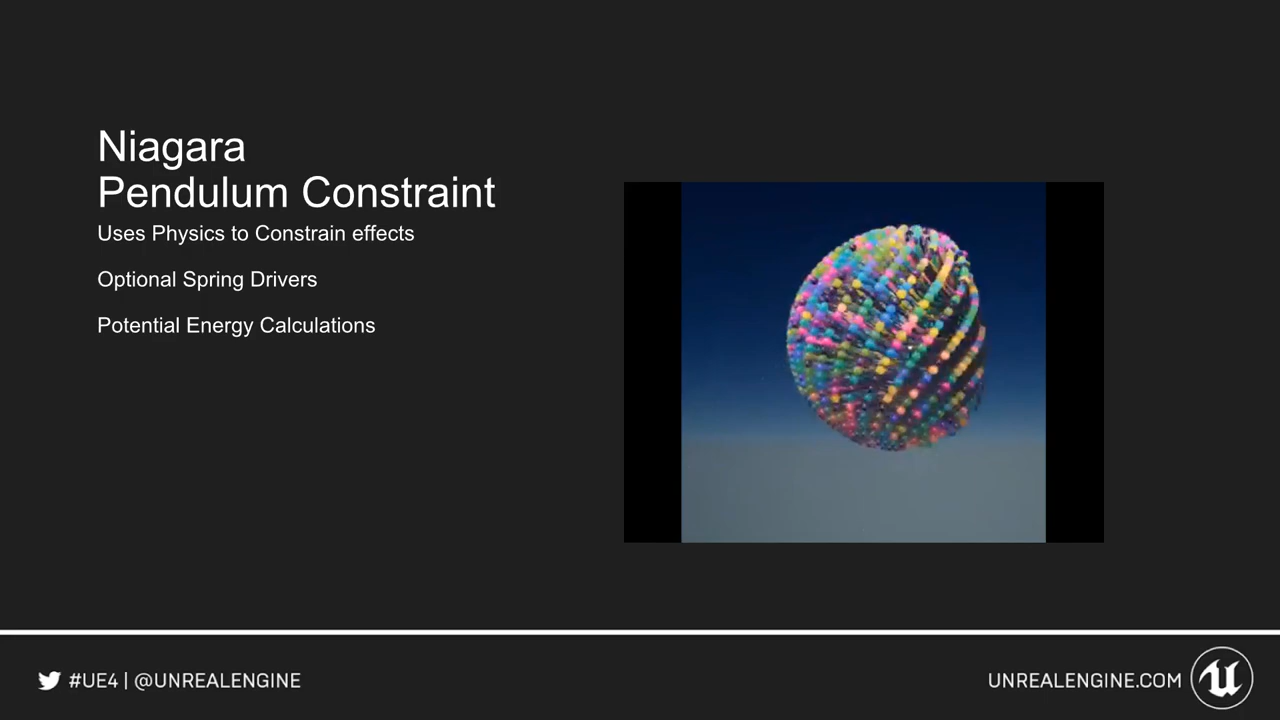 Niagara
Pendulum Constraint
Uses Physics to Constrain effects
Optional Spring Drivers
Potential Energy Calculations
#UE4 | @UNREALENGINE
UNREALENGINE.COM